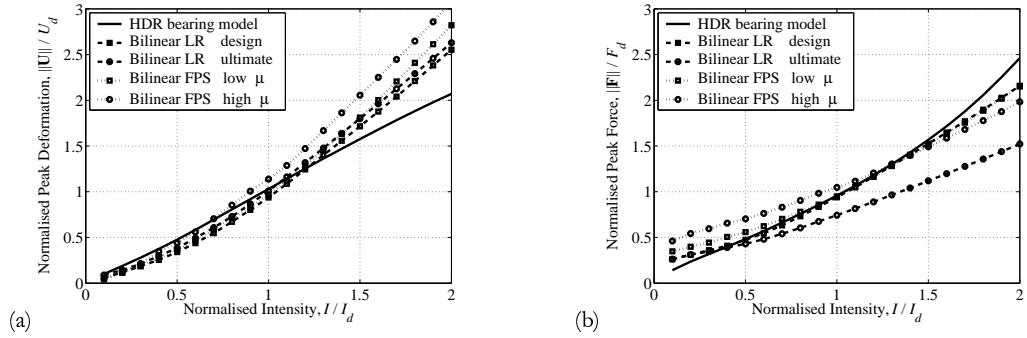 3
2.5
2
1.5
1
0.5
0
0 0.5 1 1.5 2
Normalised Peak Deformation, ||U|| / U_d
Normalised Intensity, I / I_d
HDR bearing model
Bilinear LR design
Bilinear LR ultimate
Bilinear FPS low μ
Bilinear FPS high μ
(a)
3
2.5
2
1.5
1
0.5
0
0 0.5 1 1.5 2
Normalised Peak Force, ||F|| / F_d
Normalised Intensity, I / I_d
HDR bearing model
Bilinear LR design
Bilinear LR ultimate
Bilinear FPS low μ
Bilinear FPS high μ
(b)